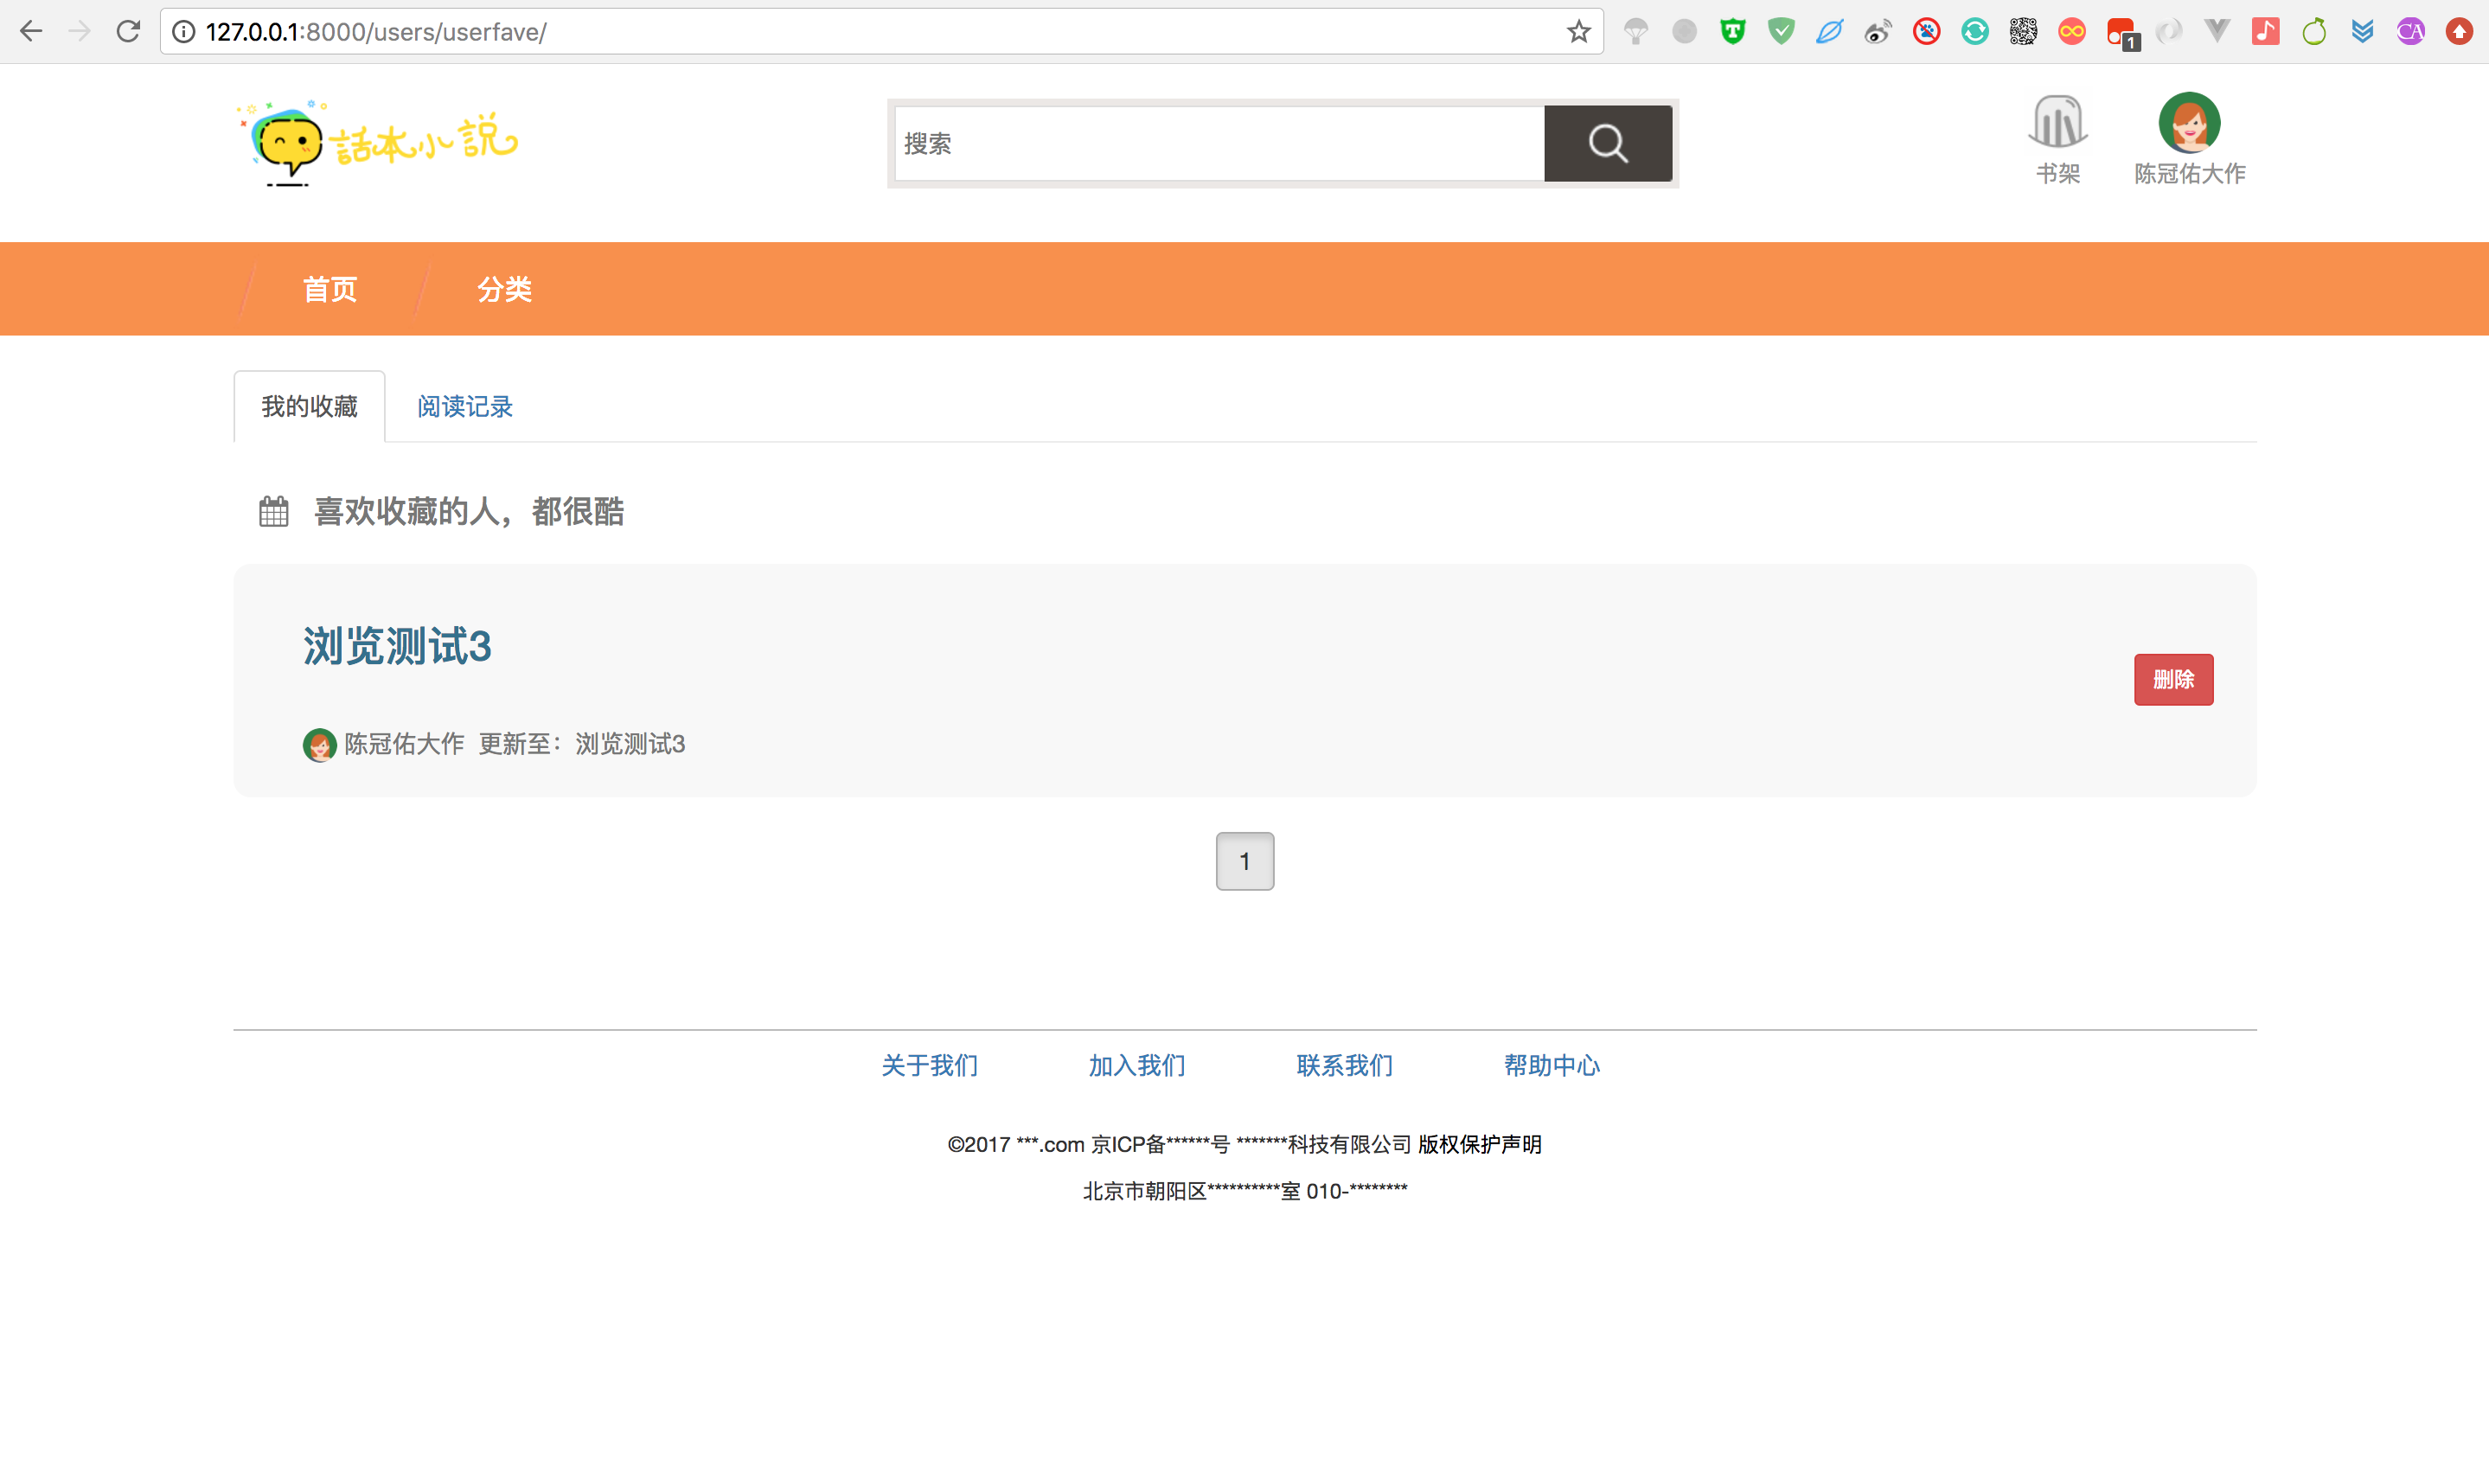 127.0.0.1:8000/users/userfave/
1
話本小説
搜索
书架
陈冠佑大作
首页
分类
我的收藏
阅读记录
喜欢收藏的人，都很酷
浏览测试3
删除
陈冠佑大作 更新至：浏览测试3
1
关于我们
加入我们
联系我们
帮助中心
©2017 ***.com 京ICP备******号 *******科技有限公司 版权保护声明
北京市朝阳区**********室 010-********